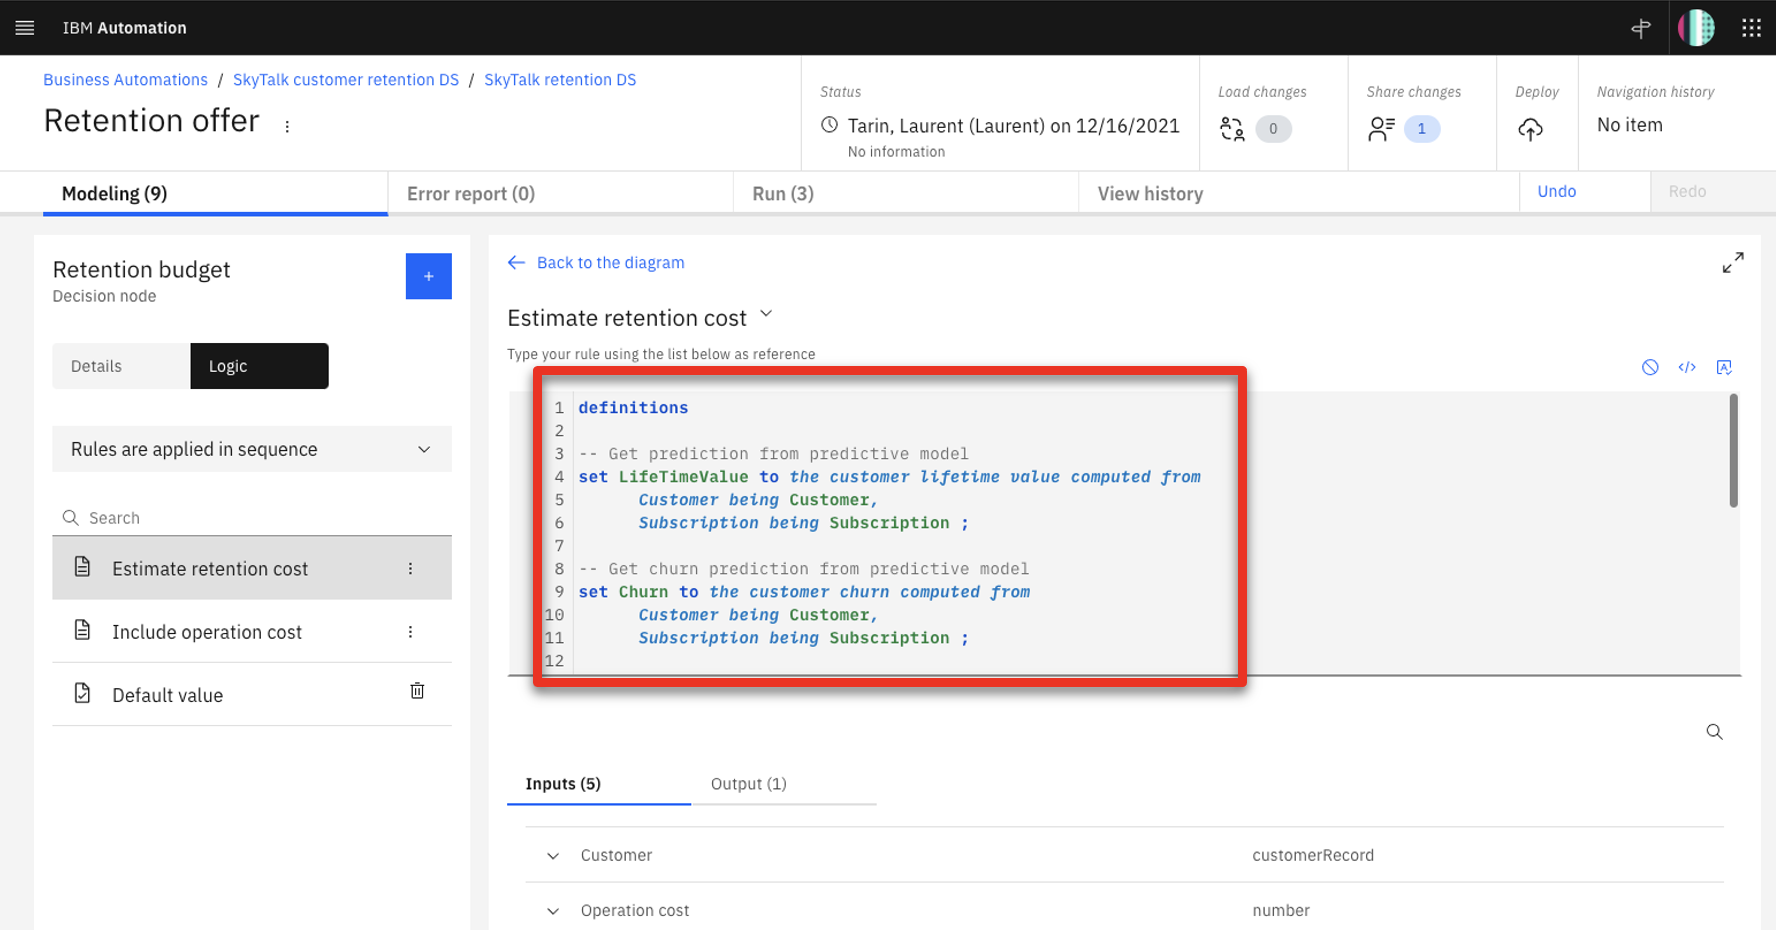 IBM Automation
Business Automations / SkyTalk customer retention DS / SkyTalk retention DS
Retention offer
Status
Tarin, Laurent (Laurent) on 12/16/2021
No information
Load changes
0
Share changes
1
Deploy
Navigation history
No item
Modeling (9)
Error report (0)
Run (3)
View history
Undo
Redo
Retention budget
Decision node
+
Details
Logic
Rules are applied in sequence
Search
Estimate retention cost
Include operation cost
Default value
Back to the diagram
Estimate retention cost
Type your rule using the list below as reference
1 definitions
2
3 -- Get prediction from predictive model
4 set LifeTimeValue to the customer lifetime value computed from
5 Customer being Customer,
6 Subscription being Subscription ;
7
8 -- Get churn prediction from predictive model
9 set Churn to the customer churn computed from
10 Customer being Customer,
11 Subscription being Subscription ;
12
Inputs (5)
Output (1)
Customer customerRecord
Operation cost number